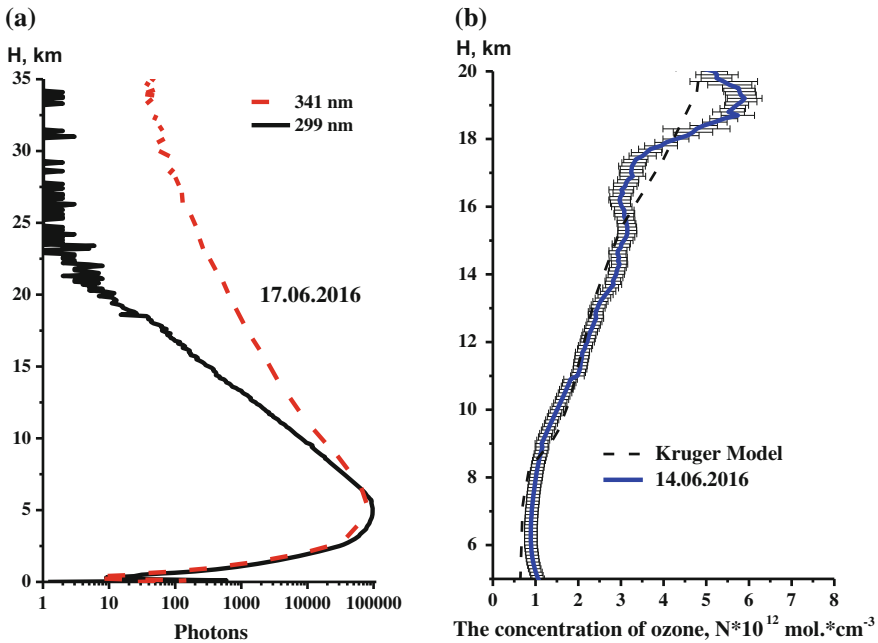 (a)
H, km
35
30
25
20
15
10
5
0
1 10 100 1000 10000 100000
Photons
341 nm
299 nm
17.06.2016
(b)
H, km
20
18
16
14
12
10
8
6
0 1 2 3 4 5 6 7 8
The concentration of ozone, N*10¹² mol.*cm⁻³
Kruger Model
14.06.2016